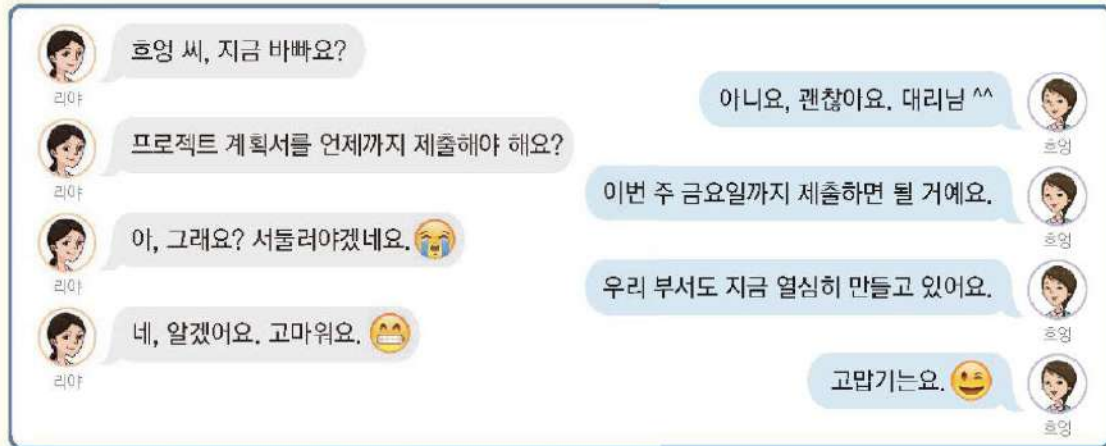 흐엉 씨, 지금 바빠요?
리야
아니요, 괜찮아요. 대리님 ^^
흐엉
프로젝트 계획서를 언제까지 제출해야 해요?
리야
이번 주 금요일까지 제출하면 될 거예요.
흐엉
아, 그래요? 서둘러야겠네요.
리야
우리 부서도 지금 열심히 만들고 있어요.
흐엉
네, 알겠어요. 고마워요.
리야
고맙기는요.
흐엉